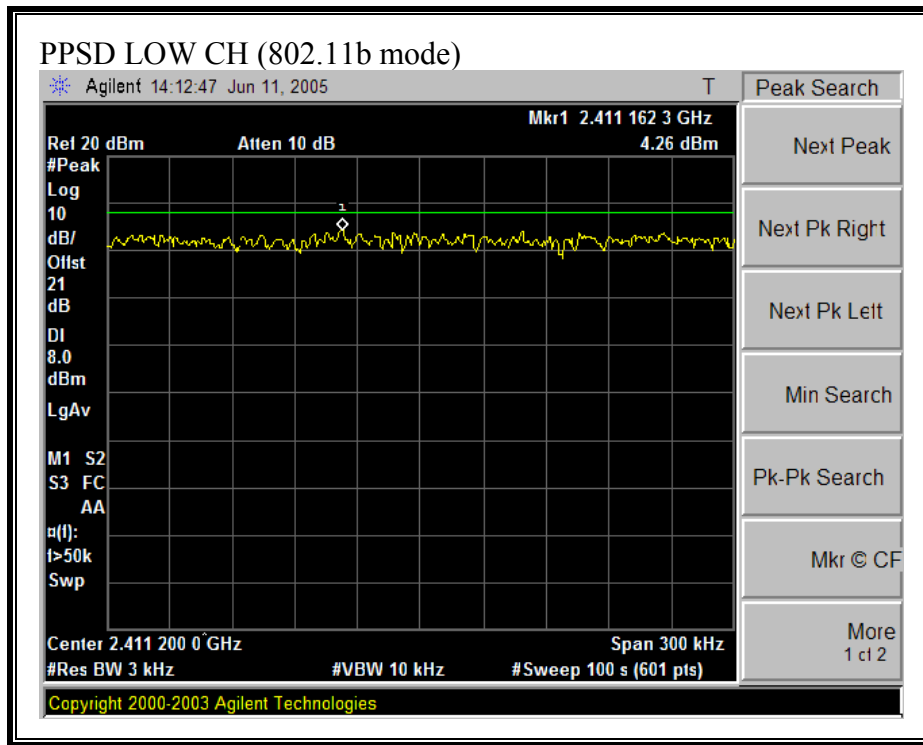 PPSD LOW CH (802.11b mode)
Agilent 14:12:47 Jun 11, 2005 T
Peak Search
Mkr1 2.411 162 3 GHz
Ref 20 dBm Atten 10 dB 4.26 dBm
#Peak
Log
10
dB/
Offst
21
dB
DI
8.0
dBm
LgAv
M1 S2
S3 FC
AA
¤(f):
f>50k
Swp
1
Center 2.411 200 0 GHz Span 300 kHz
#Res BW 3 kHz #VBW 10 kHz #Sweep 100 s (601 pts)
Copyright 2000-2003 Agilent Technologies
Next Peak
Next Pk Right
Next Pk Left
Min Search
Pk-Pk Search
Mkr © CF
More
1 of 2